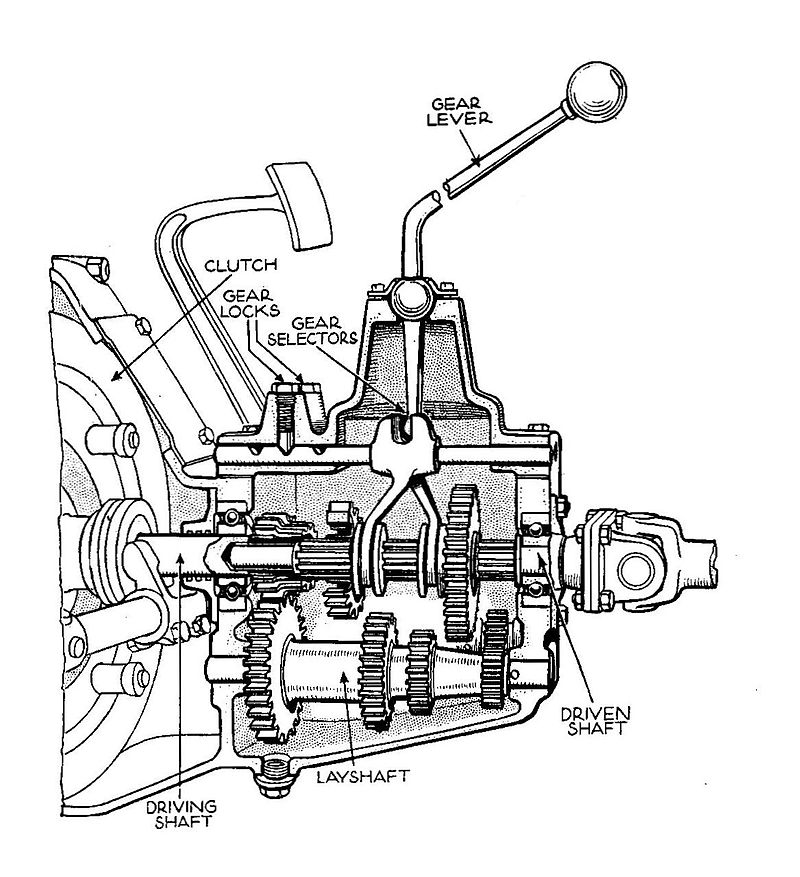 GEAR
LEVER
CLUTCH
GEAR
LOCKS
GEAR
SELECTORS
DRIVEN
SHAFT
LAYSHAFT
DRIVING
SHAFT